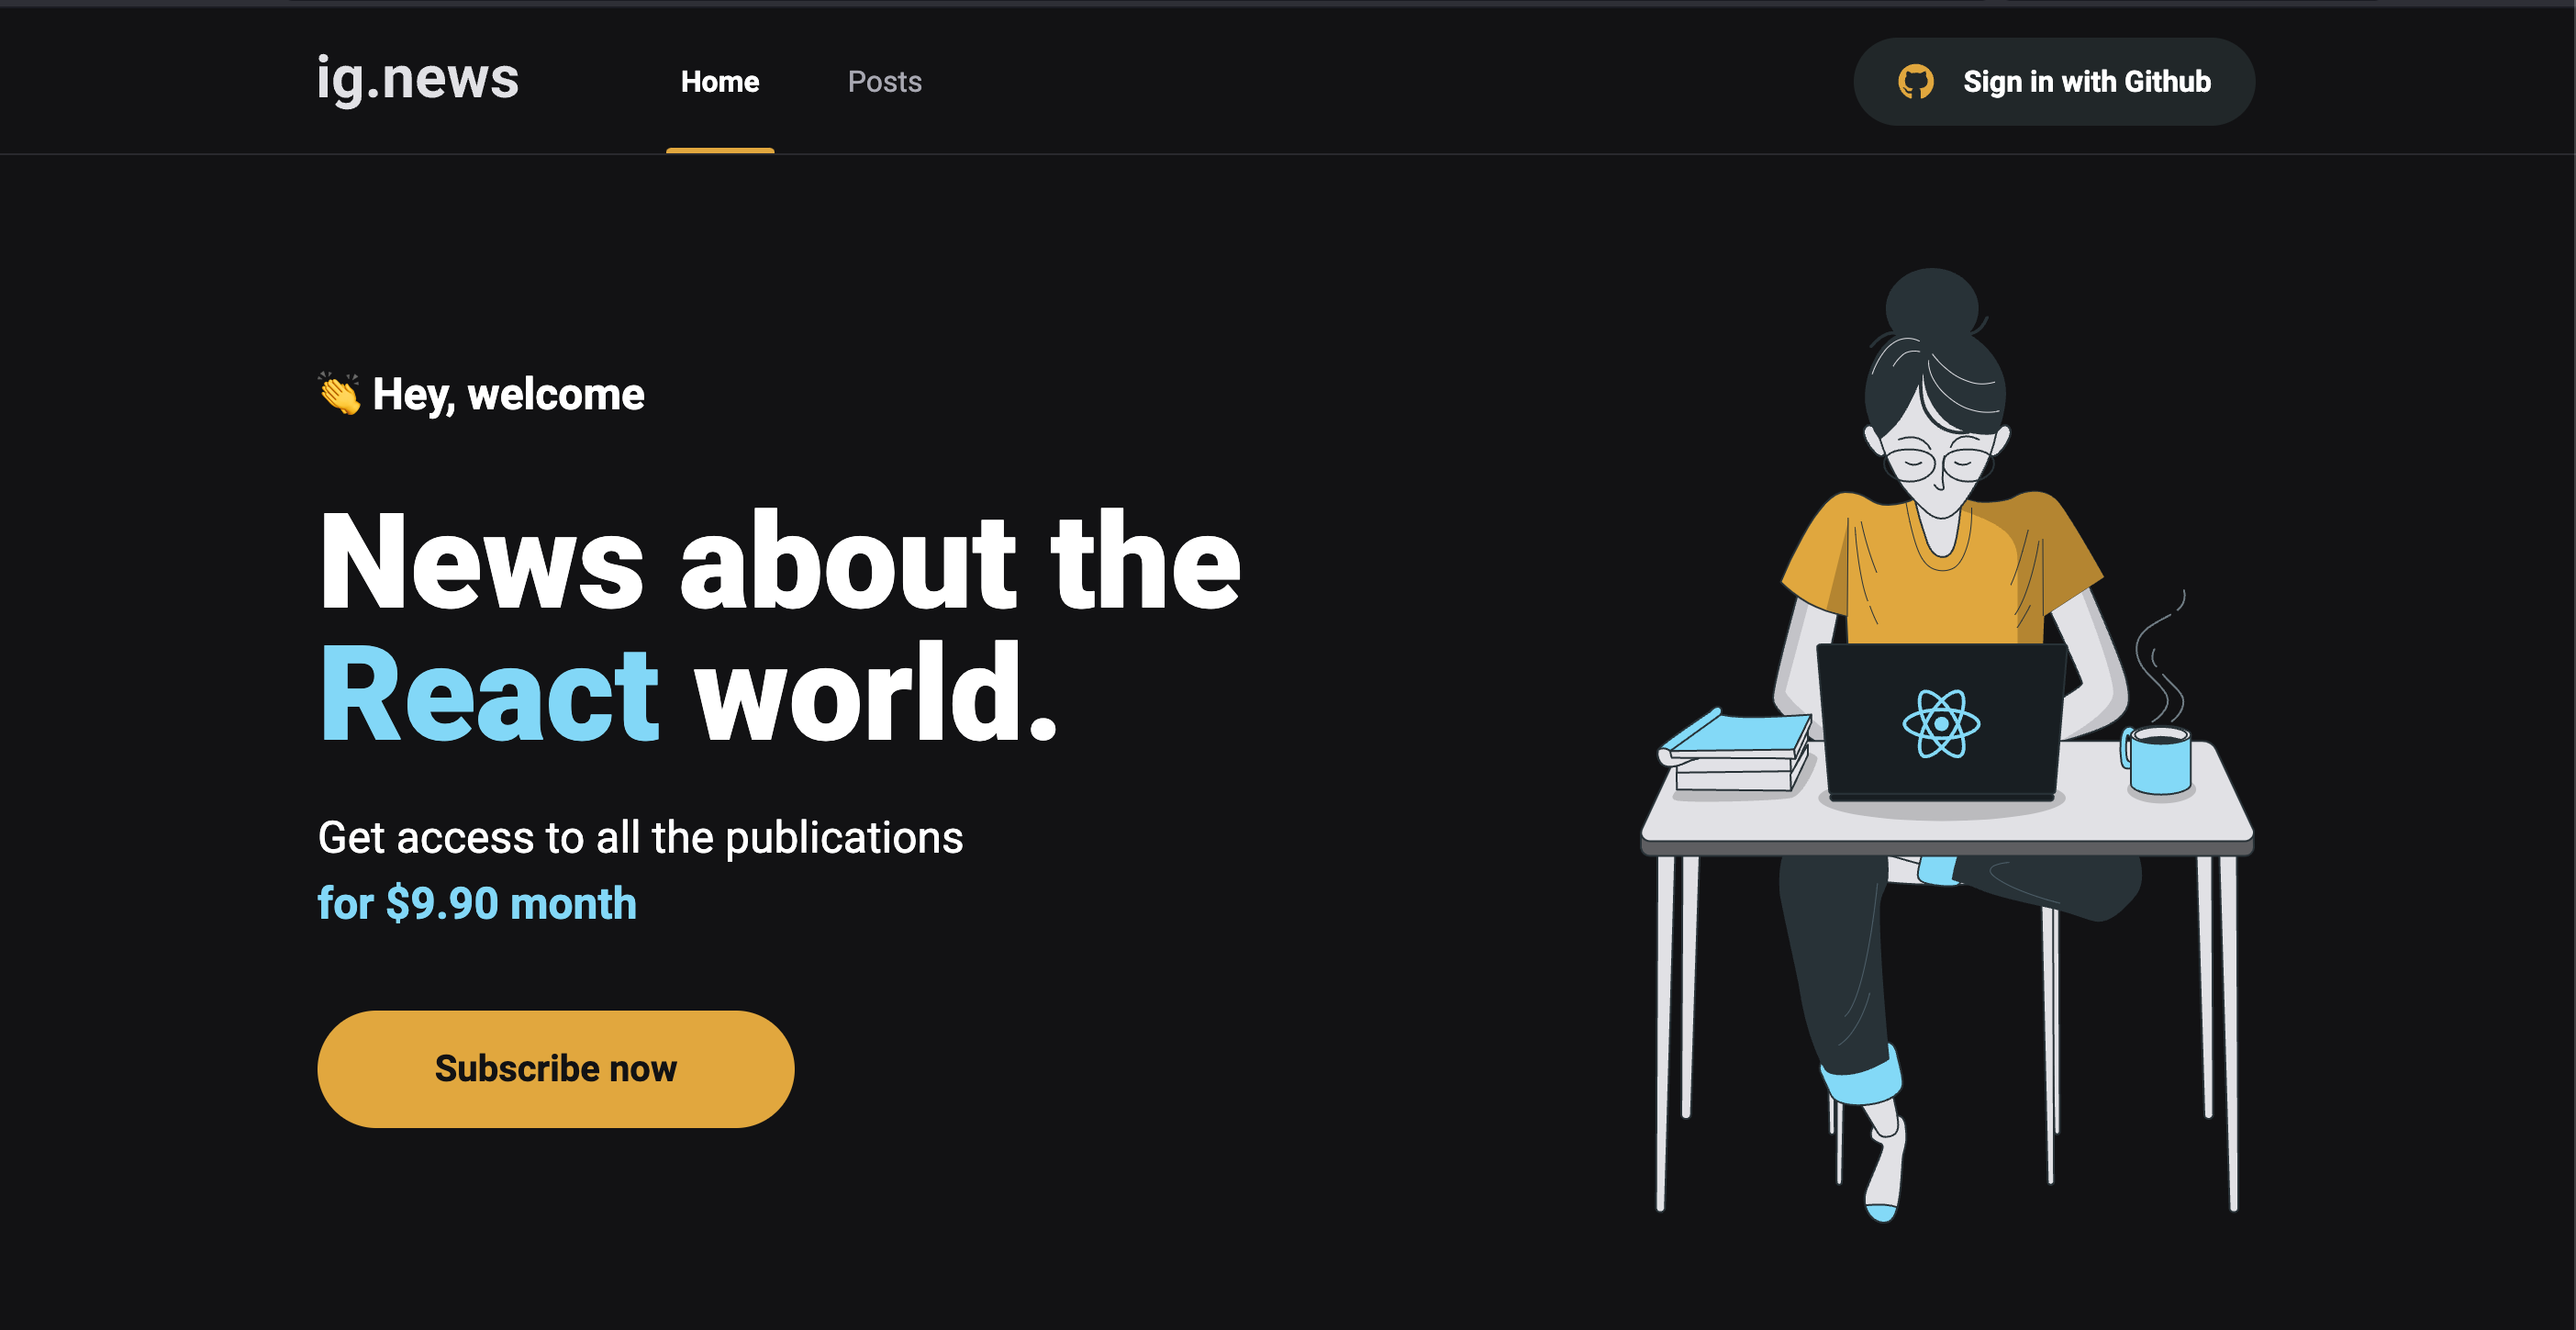 ig.news
Home
Posts
Sign in with Github
👏 Hey, welcome
News about the
React world.
Get access to all the publications
for $9.90 month
Subscribe now